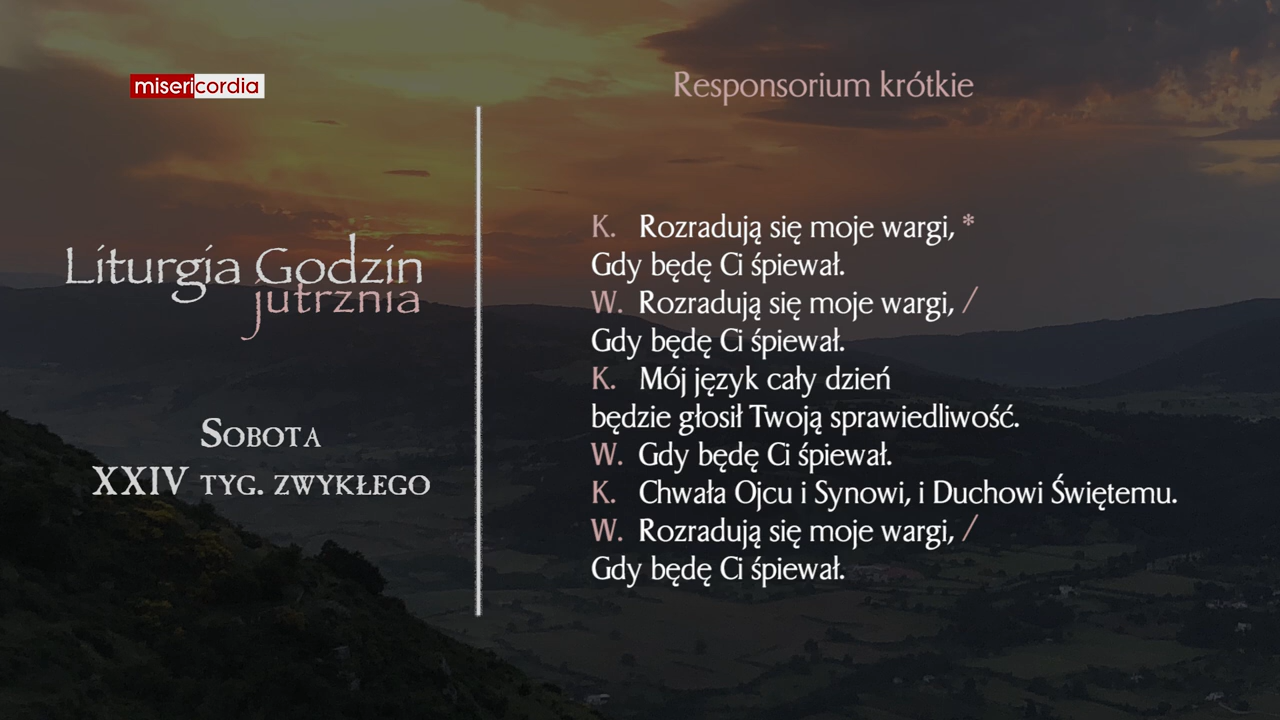 misericordia
Liturgia Godzin
jutrznia
Sobota
XXIV tyg. zwykłego
Responsorium krótkie
K. Rozradują się moje wargi, *
Gdy będę Ci śpiewał.
W. Rozradują się moje wargi, /
Gdy będę Ci śpiewał.
K. Mój język cały dzień
będzie głosił Twoją sprawiedliwość.
W. Gdy będę Ci śpiewał.
K. Chwała Ojcu i Synowi, i Duchowi Świętemu.
W. Rozradują się moje wargi, /
Gdy będę Ci śpiewał.